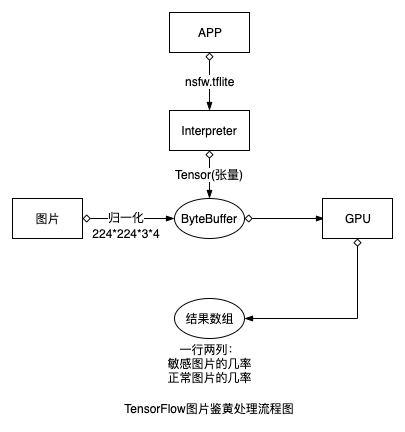 APP
nsfw.tflite
Interpreter
Tensor(张量)
图片
归一化
224*224*3*4
ByteBuffer
GPU
结果数组
一行两列：
敏感图片的几率
正常图片的几率
TensorFlow图片鉴黄处理流程图